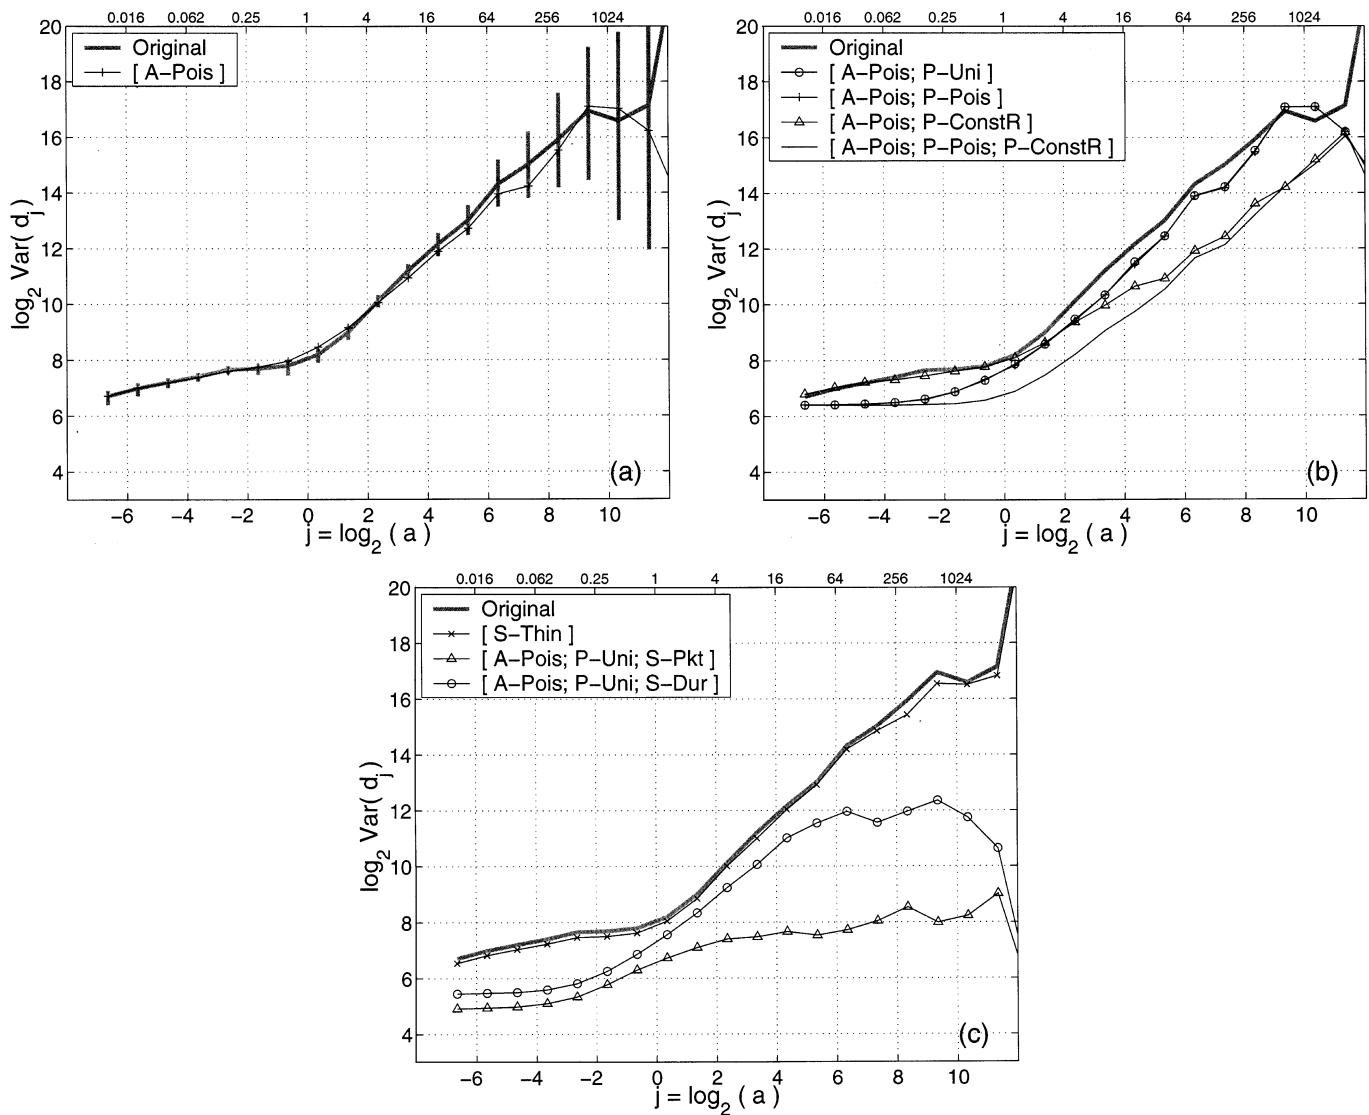 0.016 0.062 0.25 1 4 16 64 256 1024
20
18
16
14
12
10
8
6
4
log2 Var( dj )
Original
[ A−Pois ]
(a)
−6 −4 −2 0 2 4 6 8 10
j = log2 ( a )
0.016 0.062 0.25 1 4 16 64 256 1024
20
18
16
14
12
10
8
6
4
log2 Var( dj )
Original
[ A−Pois; P−Uni ]
[ A−Pois; P−Pois ]
[ A−Pois; P−ConstR ]
[ A−Pois; P−Pois; P−ConstR ]
(b)
−6 −4 −2 0 2 4 6 8 10
j = log2 ( a )
0.016 0.062 0.25 1 4 16 64 256 1024
20
18
16
14
12
10
8
6
4
log2 Var( dj )
Original
[ S−Thin ]
[ A−Pois; P−Uni; S−Pkt ]
[ A−Pois; P−Uni; S−Dur ]
(c)
−6 −4 −2 0 2 4 6 8 10
j = log2 ( a )